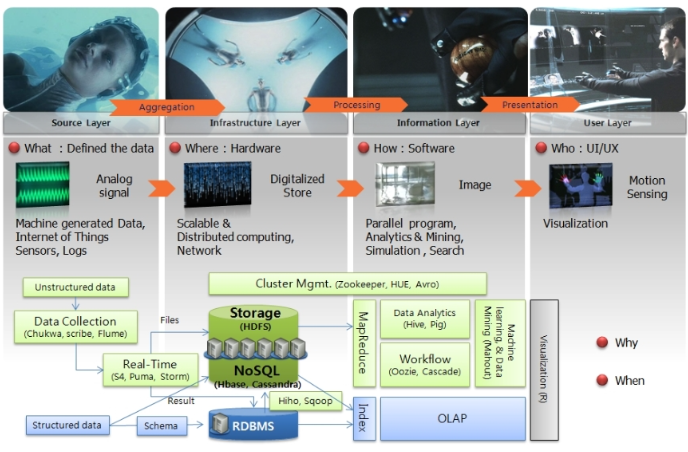 Aggregation
Processing
Presentation
Source Layer
Infrastructure Layer
Information Layer
User Layer
What : Defined the data
Where : Hardware
How : Software
Who : UI/UX
Analog
signal
Digitalized
Store
Image
Motion
Sensing
Machine generated Data,
Internet of Things
Sensors, Logs
Scalable &
Distributed computing,
Network
Parallel program,
Analytics & Mining,
Simulation , Search
Visualization
Cluster Mgmt. (Zookeeper, HUE, Avro)
Unstructured data
Data Collection
(Chukwa, scribe, Flume)
Files
Storage
(HDFS)
MapReduce
Data Analytics
(Hive, Pig)
Machine
learning, & Data
Mining (Mahout)
Visualization (R)
Why
Real-Time
(S4, Puma, Storm)
NoSQL
(Hbase, Cassandra)
Workflow
(Oozie, Cascade)
When
Result
Hiho, Sqoop
Structured data
Schema
RDBMS
Index
OLAP